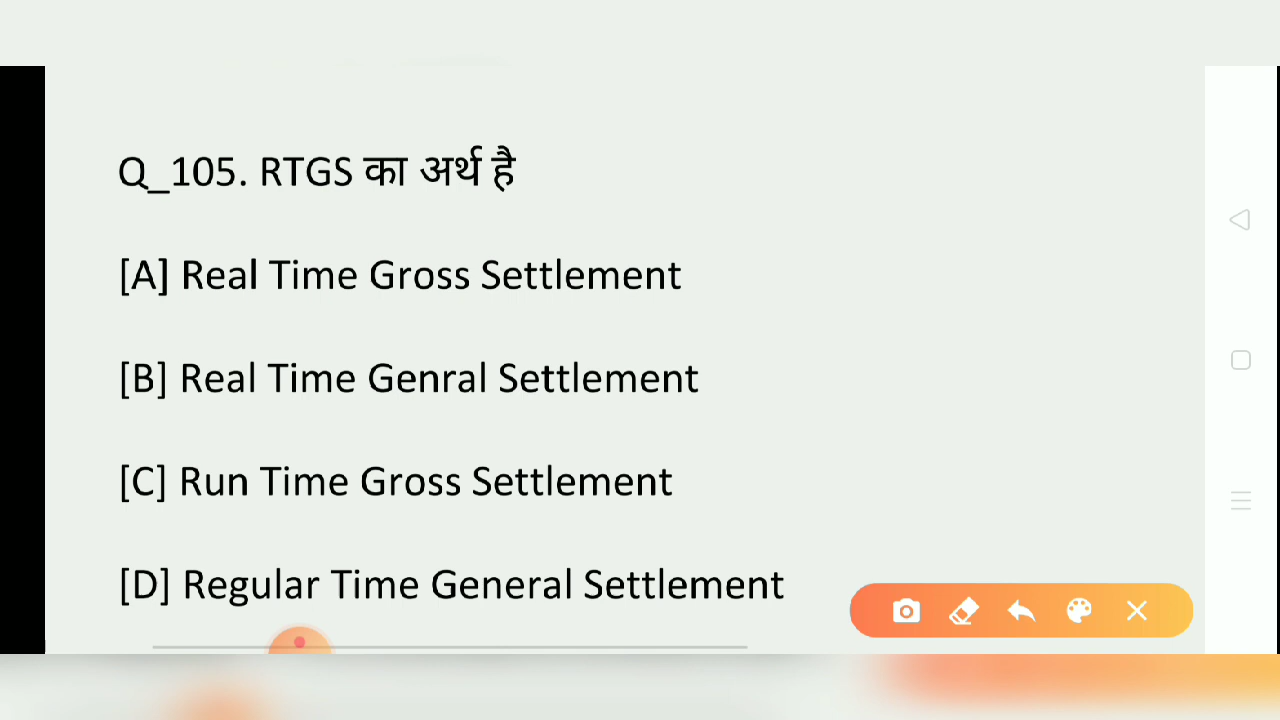 Q_105. RTGS का अर्थ है
[A] Real Time Gross Settlement
[B] Real Time Genral Settlement
[C] Run Time Gross Settlement
[D] Regular Time General Settlement